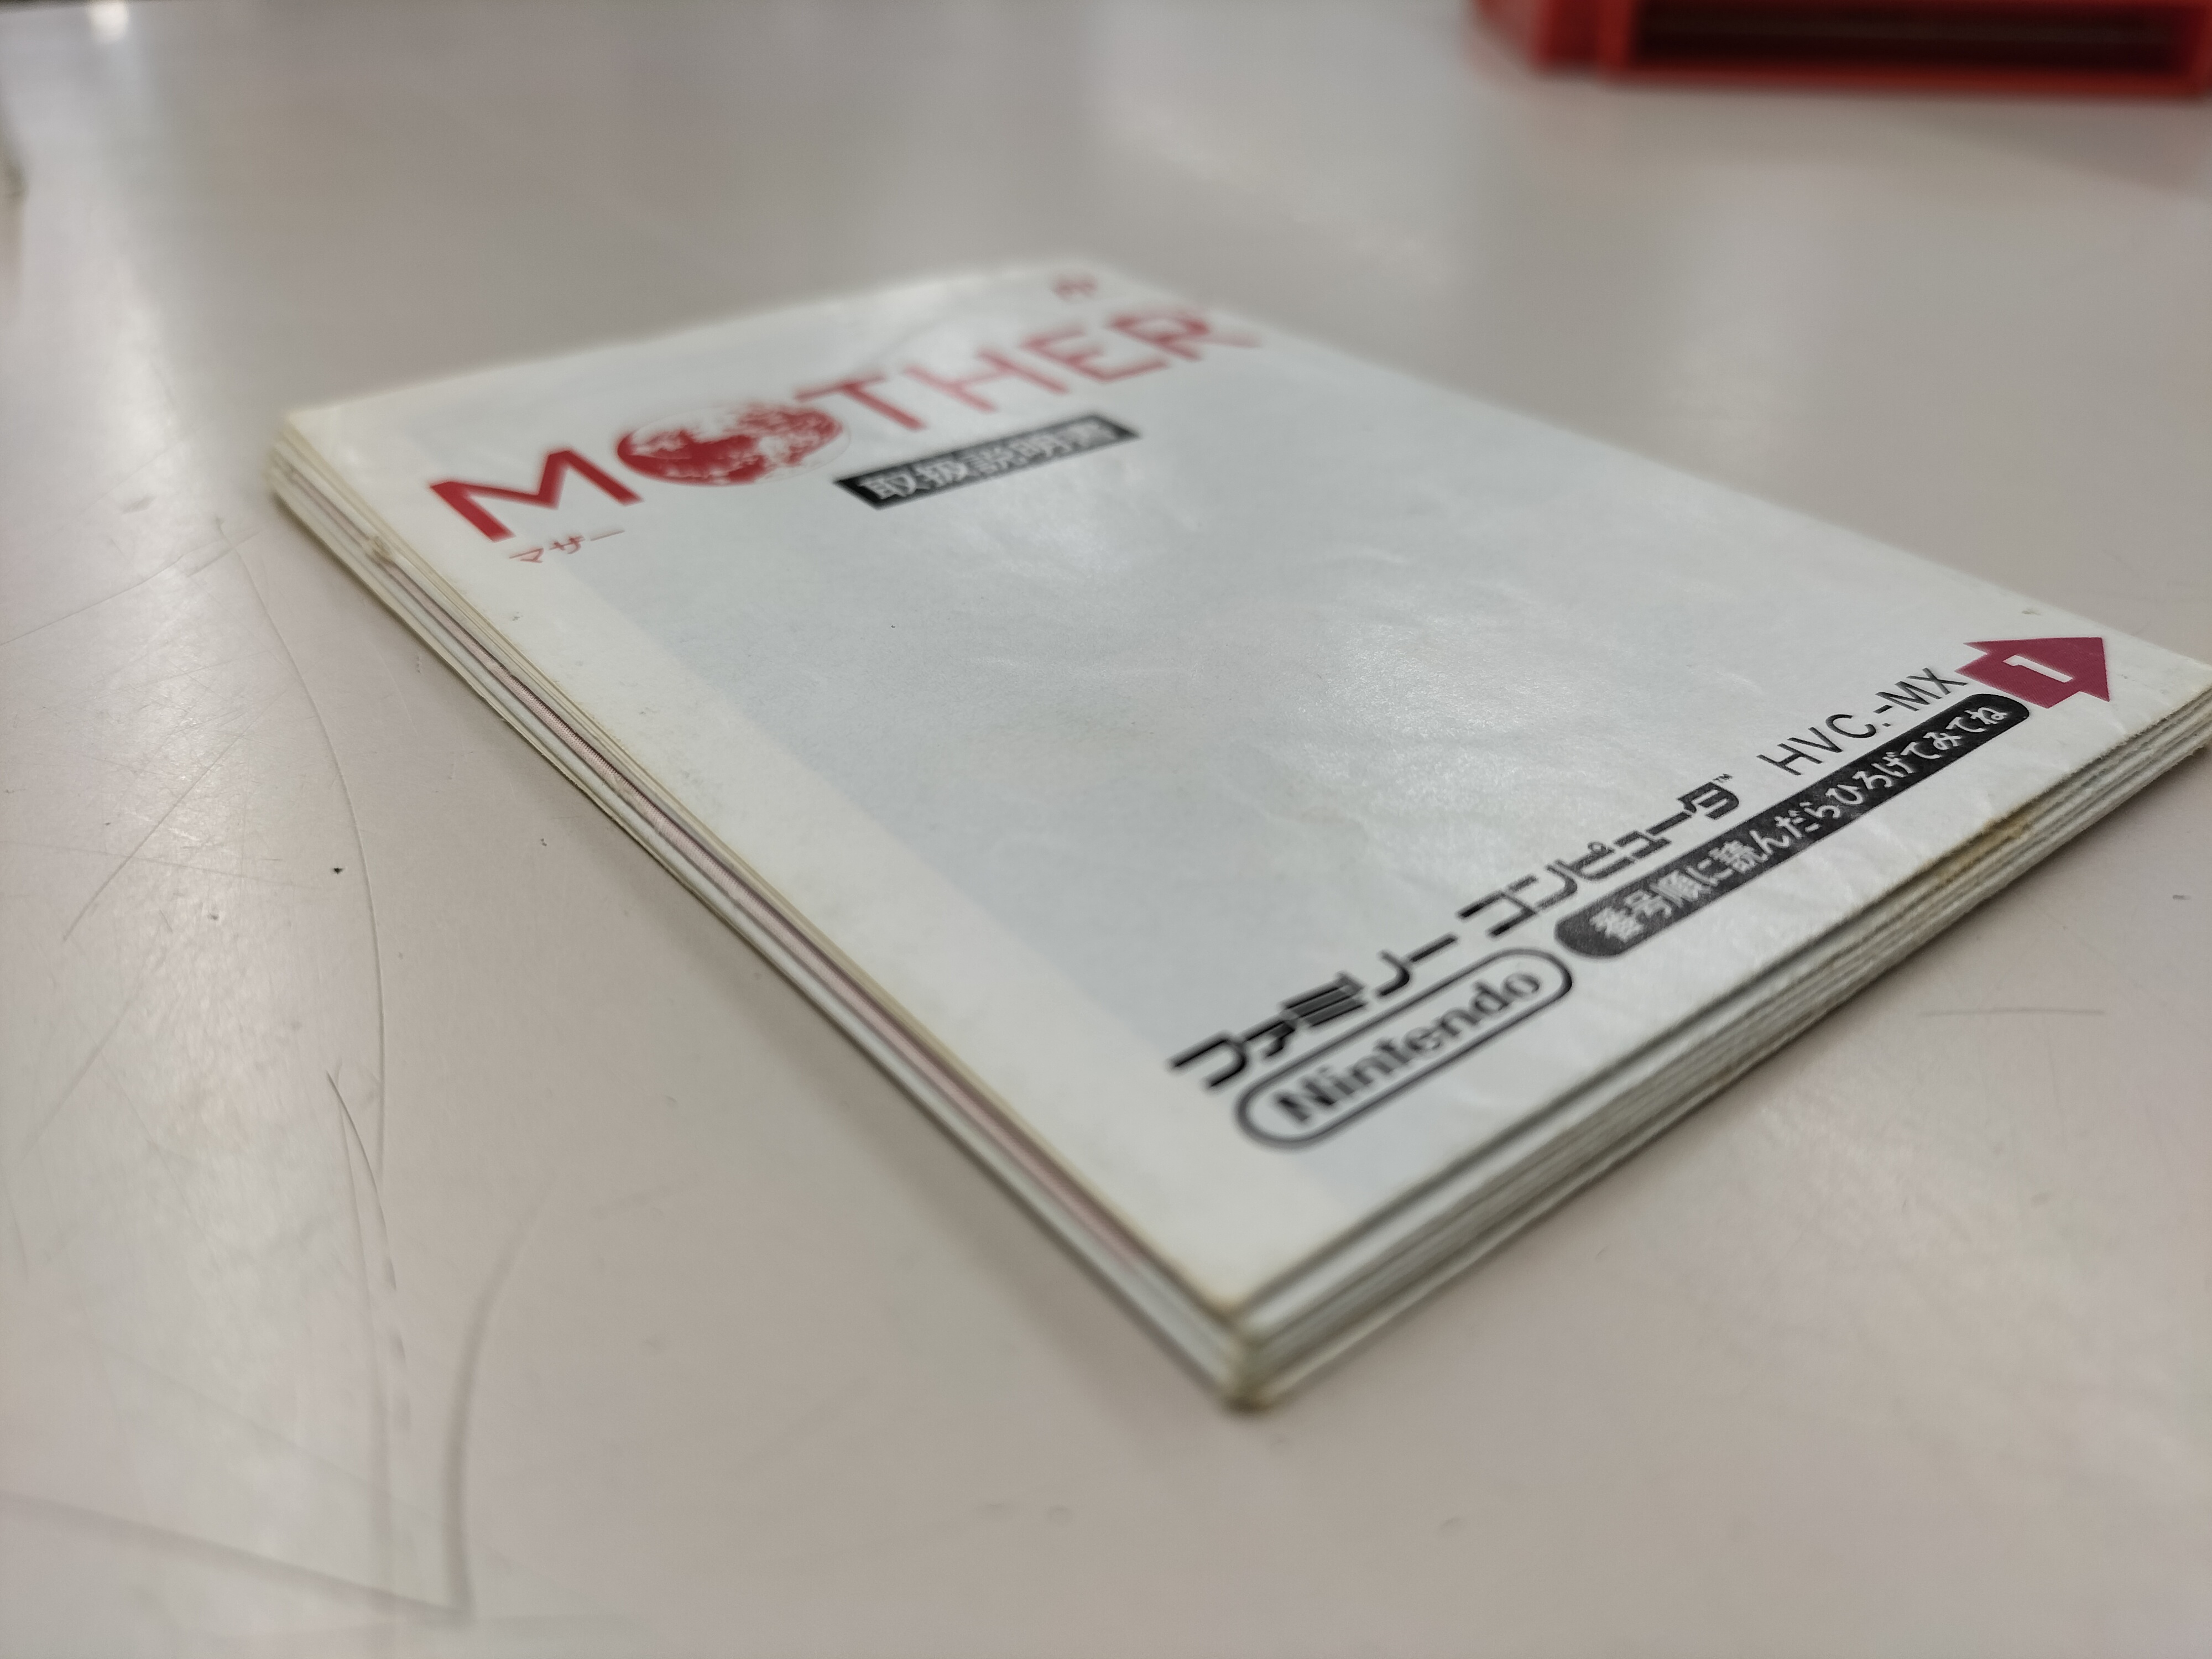 MOTHER
マザー
取扱説明書
ファミリーコンピュータ™ HVC-MX
Nintendo
番号順に読んだらひろげてみてね
1